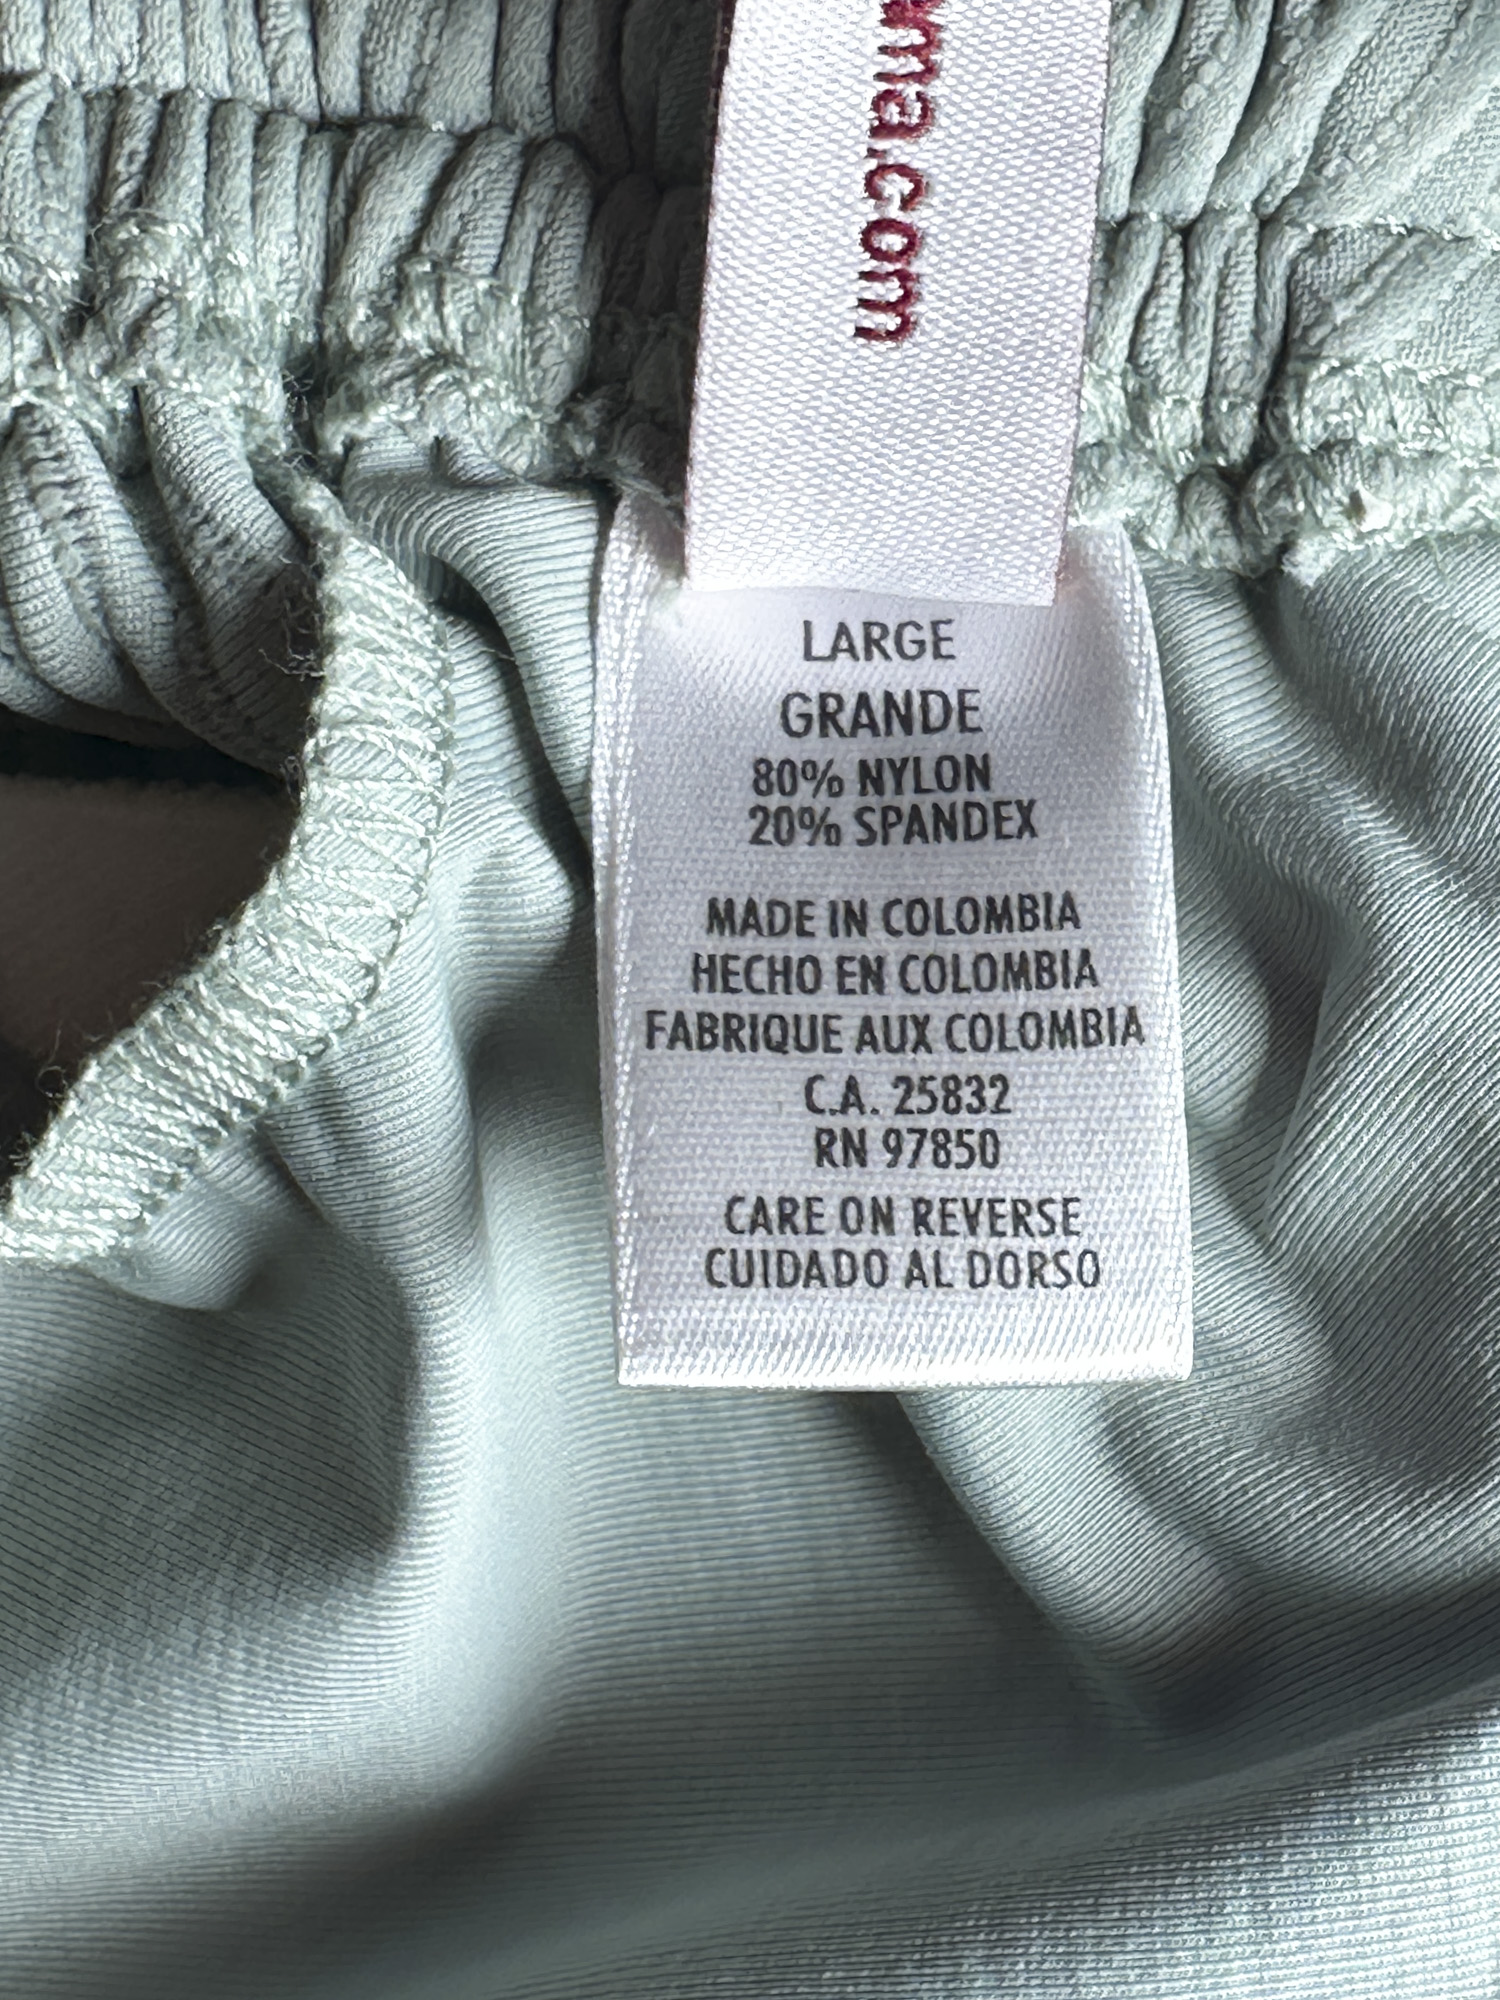 ma.com
LARGE
GRANDE
80% NYLON
20% SPANDEX
MADE IN COLOMBIA
HECHO EN COLOMBIA
FABRIQUE AUX COLOMBIA
C.A. 25832
RN 97850
CARE ON REVERSE
CUIDADO AL DORSO